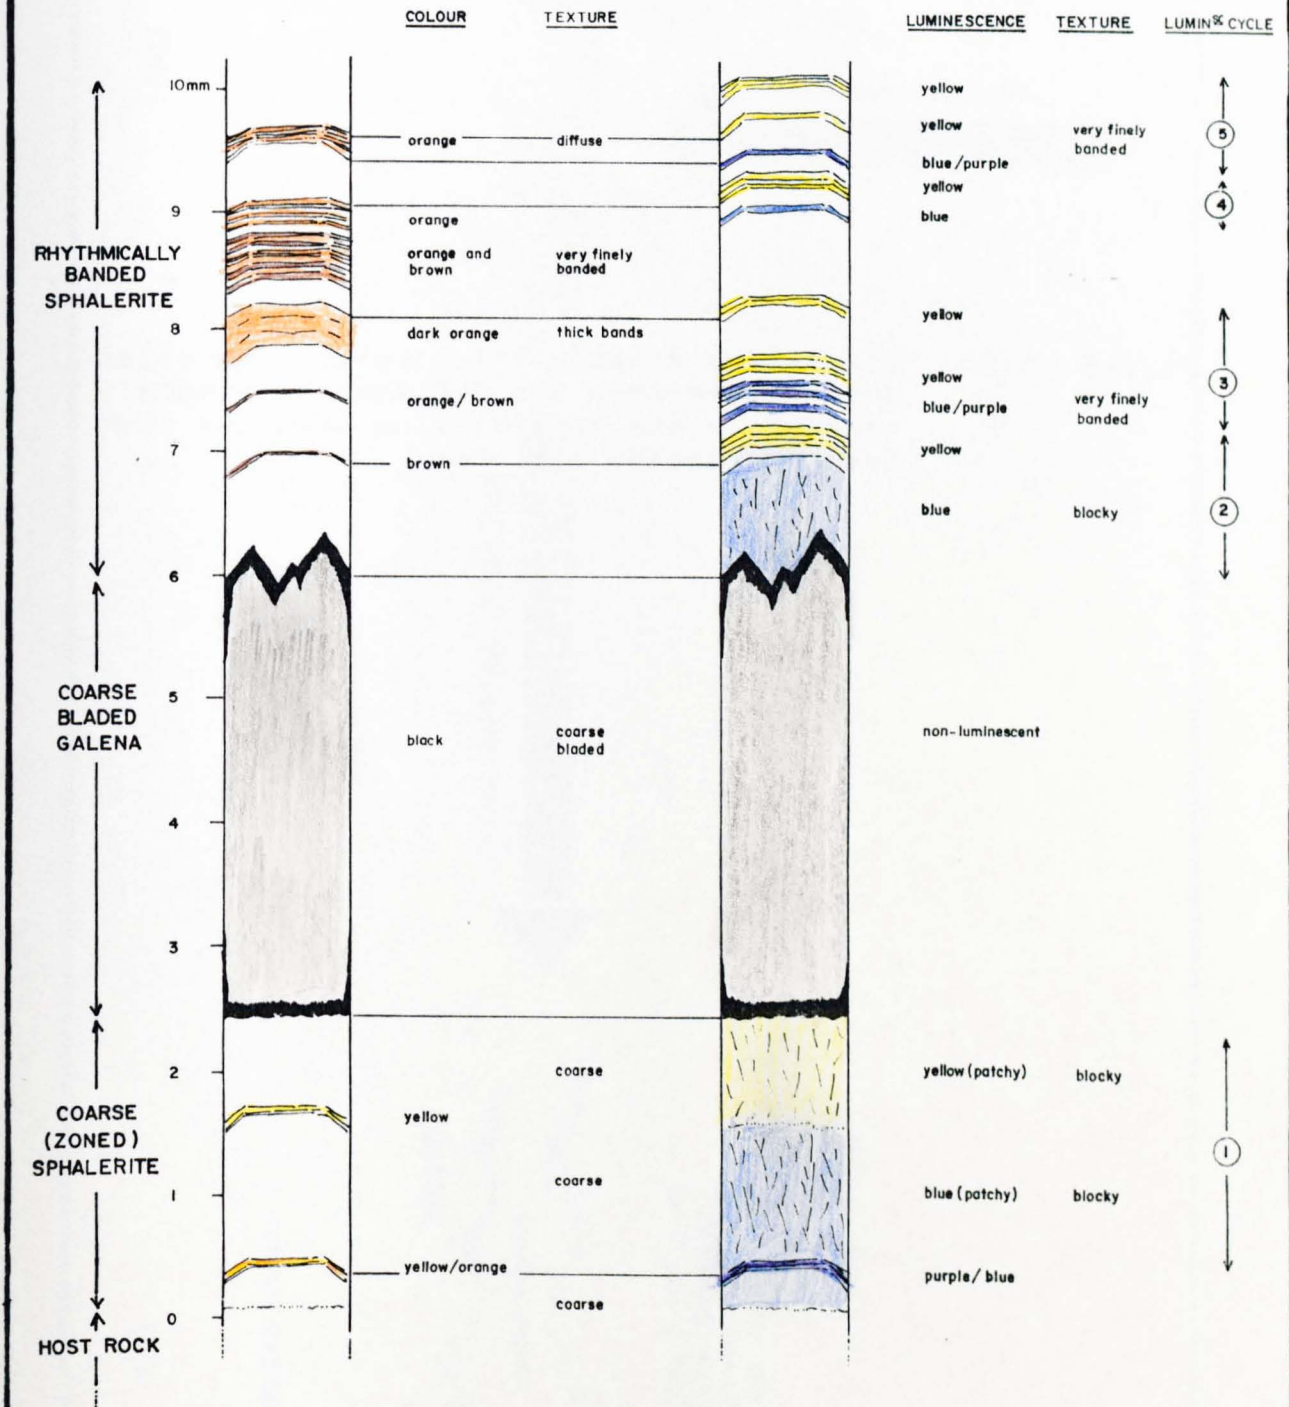 COLOUR TEXTURE LUMINESCENCE TEXTURE LUMIN% CYCLE
10mm
yellow
yellow
orange diffuse
very finely
banded
5
blue/purple
yellow
4
9
orange
blue
RHYTHMICALLY
BANDED
SPHALERITE
orange and
brown
very finely
banded
8
yellow
dark orange thick bands
yellow
3
orange/brown
blue/purple
very finely
banded
7
yellow
brown
blue blocky
2
6
COARSE
BLADED
GALENA
5
black
coarse
bladed
non-luminescent
4
3
2
coarse
yellow (patchy) blocky
COARSE
(ZONED)
SPHALERITE
yellow
1
coarse
1
blue (patchy) blocky
yellow/orange
purple/blue
coarse
0
HOST ROCK